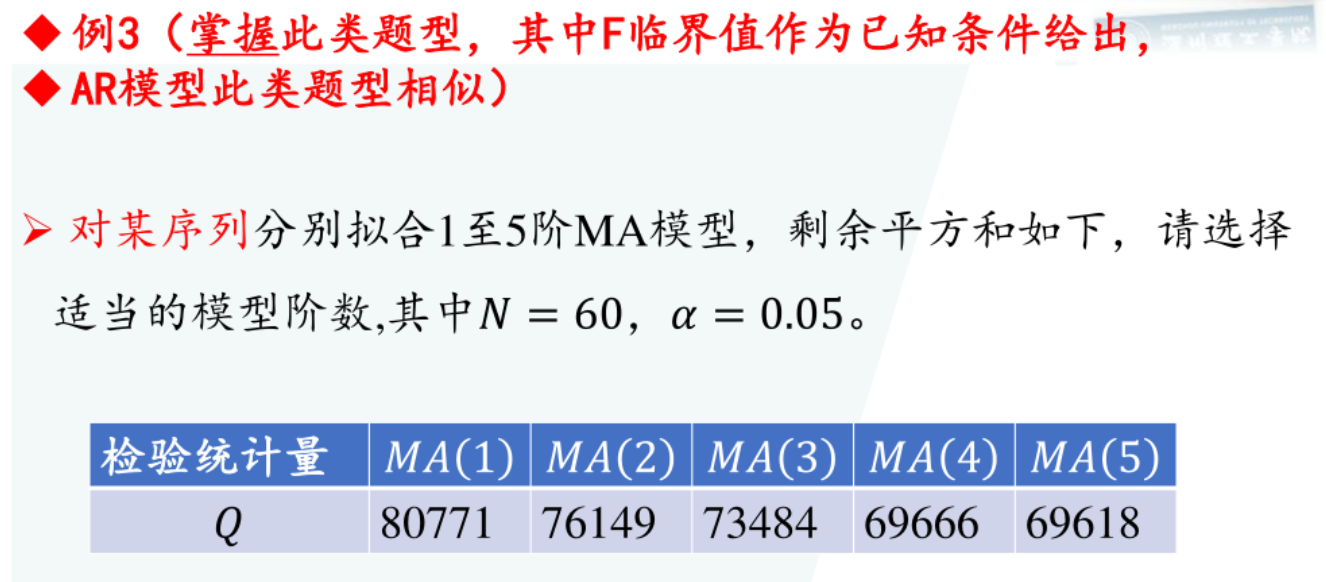 ◆ 例3（掌握此类题型，其中F临界值作为已知条件给出，
◆ AR模型此类题型相似）
➢ 对某序列分别拟合1至5阶MA模型，剩余平方和如下，请选择
适当的模型阶数,其中N = 60，α = 0.05。
检验统计量 MA(1) MA(2) MA(3) MA(4) MA(5)
Q 80771 76149 73484 69666 69618